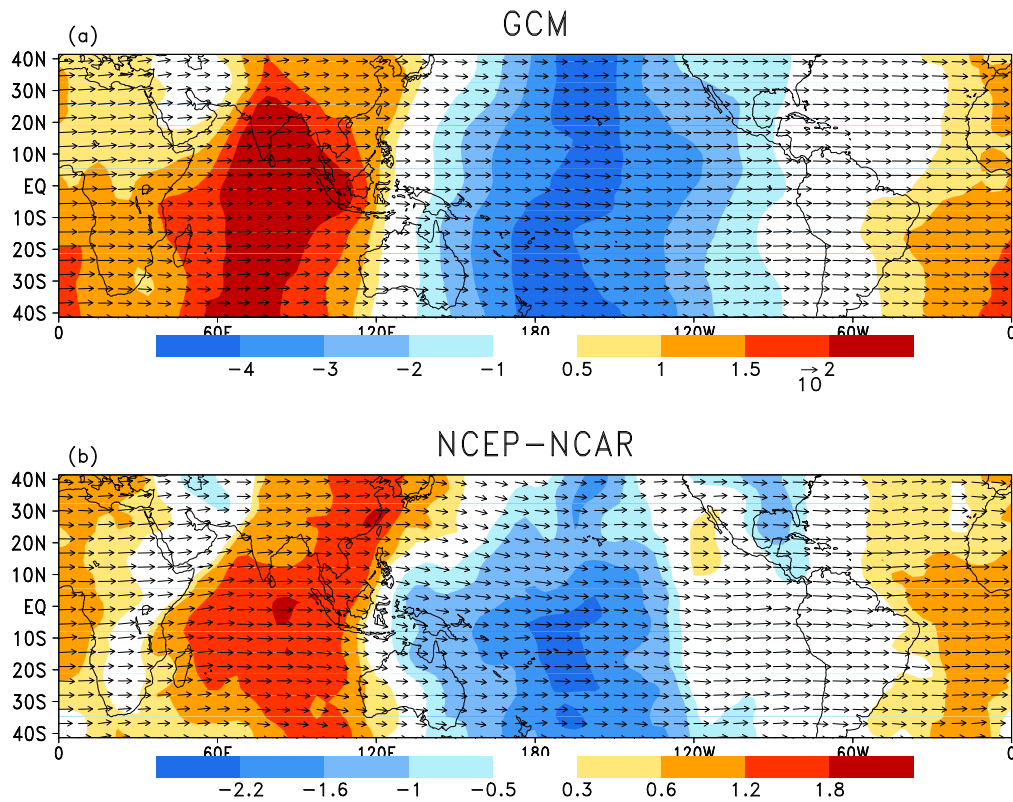 GCM
(a)
40N
30N
20N
10N
EQ
10S
20S
30S
40S
0 60E 120E 180 120W 60W 0
−4 −3 −2 −1 0.5 1 1.5 →2
10
NCEP−NCAR
(b)
40N
30N
20N
10N
EQ
10S
20S
30S
40S
0 60E 120E 180 120W 60W 0
−2.2 −1.6 −1 −0.5 0.3 0.6 1.2 1.8